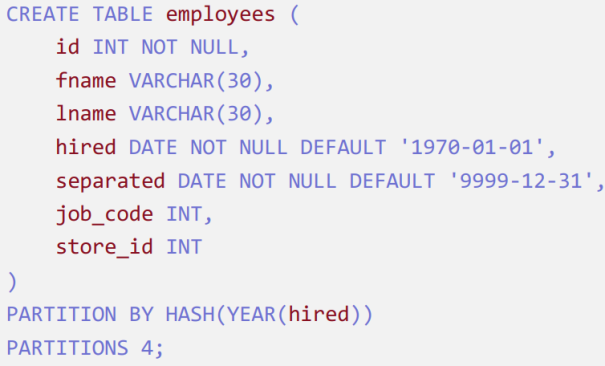 CREATE TABLE employees (
    id INT NOT NULL,
    fname VARCHAR(30),
    lname VARCHAR(30),
    hired DATE NOT NULL DEFAULT '1970-01-01',
    separated DATE NOT NULL DEFAULT '9999-12-31',
    job_code INT,
    store_id INT
)
PARTITION BY HASH(YEAR(hired))
PARTITIONS 4;